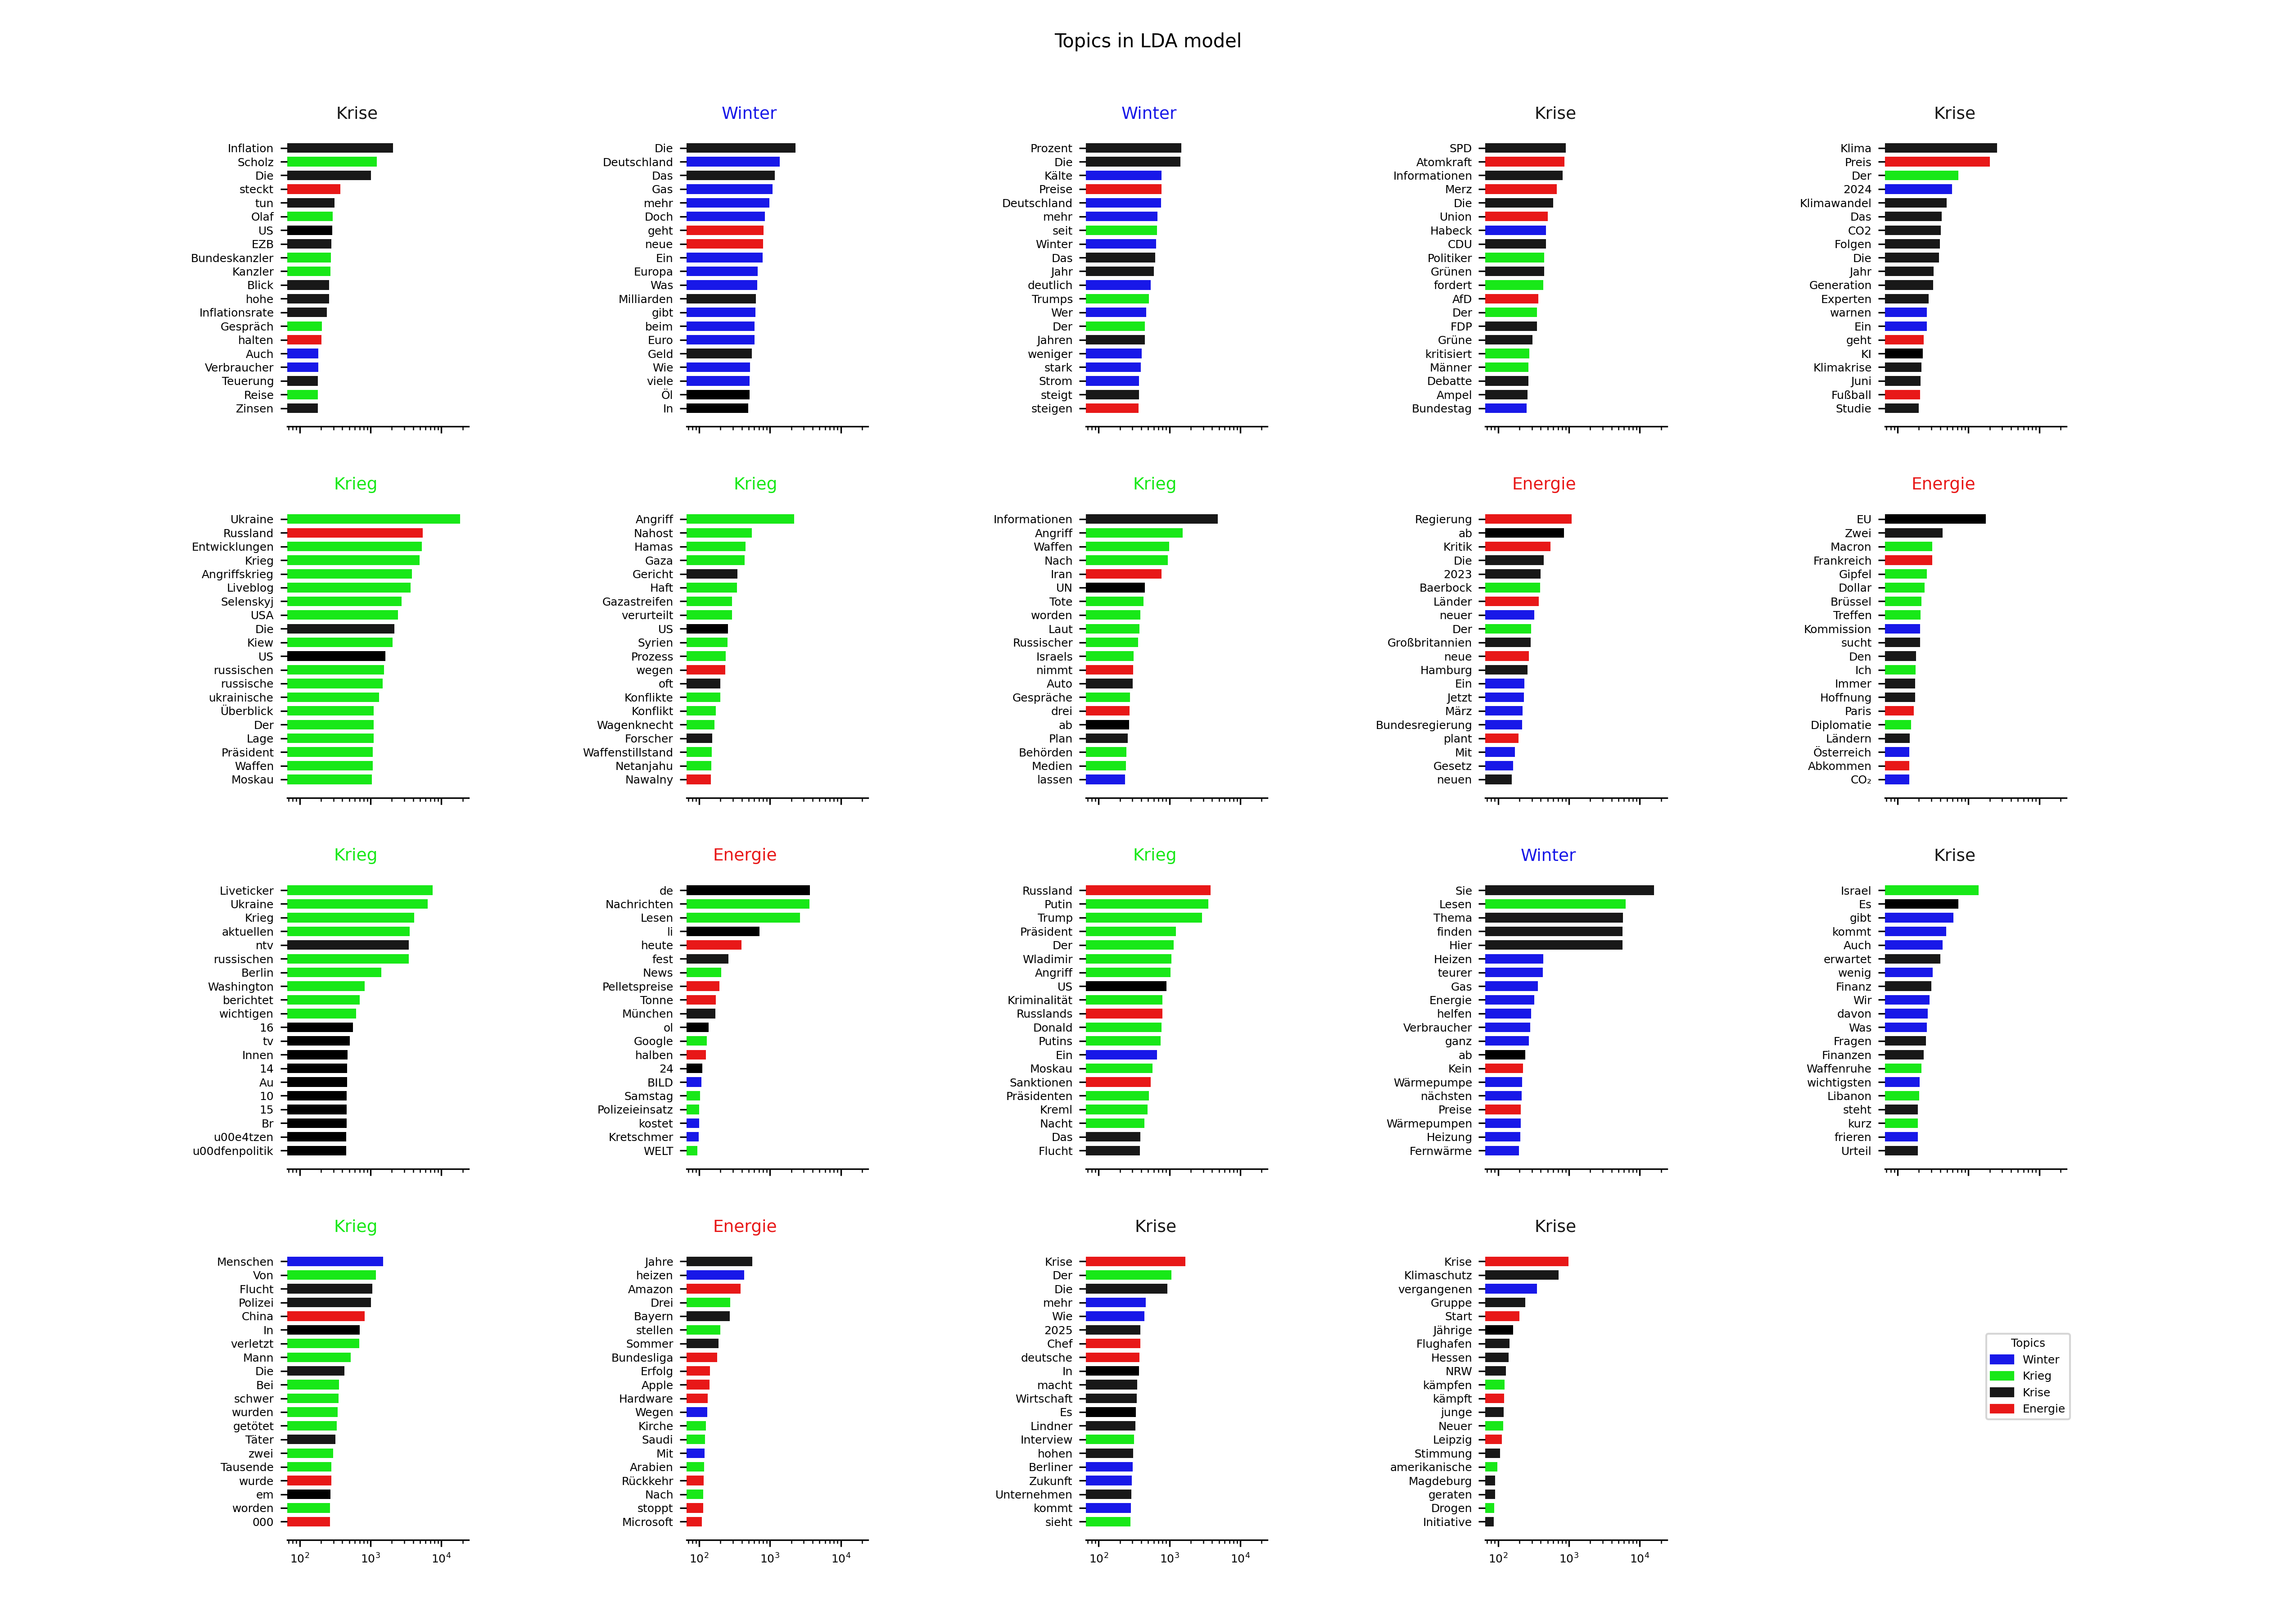 Topics in LDA model
Krise
Inflation
Scholz
Die
steckt
tun
Olaf
US
EZB
Bundeskanzler
Kanzler
Blick
hohe
Inflationsrate
Gespräch
halten
Auch
Verbraucher
Teuerung
Reise
Zinsen
Winter
Die
Deutschland
Das
Gas
mehr
Doch
geht
neue
Ein
Europa
Was
Milliarden
gibt
beim
Euro
Geld
Wie
viele
Öl
In
Winter
Prozent
Die
Kälte
Preise
Deutschland
mehr
seit
Winter
Das
Jahr
deutlich
Trumps
Wer
Der
Jahren
weniger
stark
Strom
steigt
steigen
Krise
SPD
Atomkraft
Informationen
Merz
Die
Union
Habeck
CDU
Politiker
Grünen
fordert
AfD
Der
FDP
Grüne
kritisiert
Männer
Debatte
Ampel
Bundestag
Krise
Klima
Preis
Der
2024
Klimawandel
Das
CO2
Folgen
Die
Jahr
Generation
Experten
warnen
Ein
geht
KI
Klimakrise
Juni
Fußball
Studie
Krieg
Ukraine
Russland
Entwicklungen
Krieg
Angriffskrieg
Liveblog
Selenskyj
USA
Die
Kiew
US
russischen
russische
ukrainische
Überblick
Der
Lage
Präsident
Waffen
Moskau
Krieg
Angriff
Nahost
Hamas
Gaza
Gericht
Haft
Gazastreifen
verurteilt
US
Syrien
Prozess
wegen
oft
Konflikte
Konflikt
Wagenknecht
Forscher
Waffenstillstand
Netanjahu
Nawalny
Krieg
Informationen
Angriff
Waffen
Nach
Iran
UN
Tote
worden
Laut
Russischer
Israels
nimmt
Auto
Gespräche
drei
ab
Plan
Behörden
Medien
lassen
Energie
Regierung
ab
Kritik
Die
2023
Baerbock
Länder
neuer
Der
Großbritannien
neue
Hamburg
Ein
Jetzt
März
Bundesregierung
plant
Mit
Gesetz
neuen
Energie
EU
Zwei
Macron
Frankreich
Gipfel
Dollar
Brüssel
Treffen
Kommission
sucht
Den
Ich
Immer
Hoffnung
Paris
Diplomatie
Ländern
Österreich
Abkommen
CO₂
Krieg
Liveticker
Ukraine
Krieg
aktuellen
ntv
russischen
Berlin
Washington
berichtet
wichtigen
16
tv
Innen
14
Au
10
15
Br
u00e4tzen
u00dfenpolitik
Energie
de
Nachrichten
Lesen
li
heute
fest
News
Pelletspreise
Tonne
München
ol
Google
halben
24
BILD
Samstag
Polizeieinsatz
kostet
Kretschmer
WELT
Krieg
Russland
Putin
Trump
Präsident
Der
Wladimir
Angriff
US
Kriminalität
Russlands
Donald
Putins
Ein
Moskau
Sanktionen
Präsidenten
Kreml
Nacht
Das
Flucht
Winter
Sie
Lesen
Thema
finden
Hier
Heizen
teurer
Gas
Energie
helfen
Verbraucher
ganz
ab
Kein
Wärmepumpe
nächsten
Preise
Wärmepumpen
Heizung
Fernwärme
Krise
Israel
Es
gibt
kommt
Auch
erwartet
wenig
Finanz
Wir
davon
Was
Fragen
Finanzen
Waffenruhe
wichtigsten
Libanon
steht
kurz
frieren
Urteil
Krieg
Menschen
Von
Flucht
Polizei
China
In
verletzt
Mann
Die
Bei
schwer
wurden
getötet
Täter
zwei
Tausende
wurde
em
worden
000
10² 10³ 10⁴
Energie
Jahre
heizen
Amazon
Drei
Bayern
stellen
Sommer
Bundesliga
Erfolg
Apple
Hardware
Wegen
Kirche
Saudi
Mit
Arabien
Rückkehr
Nach
stoppt
Microsoft
10² 10³ 10⁴
Krise
Krise
Der
Die
mehr
Wie
2025
Chef
deutsche
In
macht
Wirtschaft
Es
Lindner
Interview
hohen
Berliner
Zukunft
Unternehmen
kommt
sieht
10² 10³ 10⁴
Krise
Krise
Klimaschutz
vergangenen
Gruppe
Start
Jährige
Flughafen
Hessen
NRW
kämpfen
kämpft
junge
Neuer
Leipzig
Stimmung
amerikanische
Magdeburg
geraten
Drogen
Initiative
10² 10³ 10⁴
Topics
Winter
Krieg
Krise
Energie